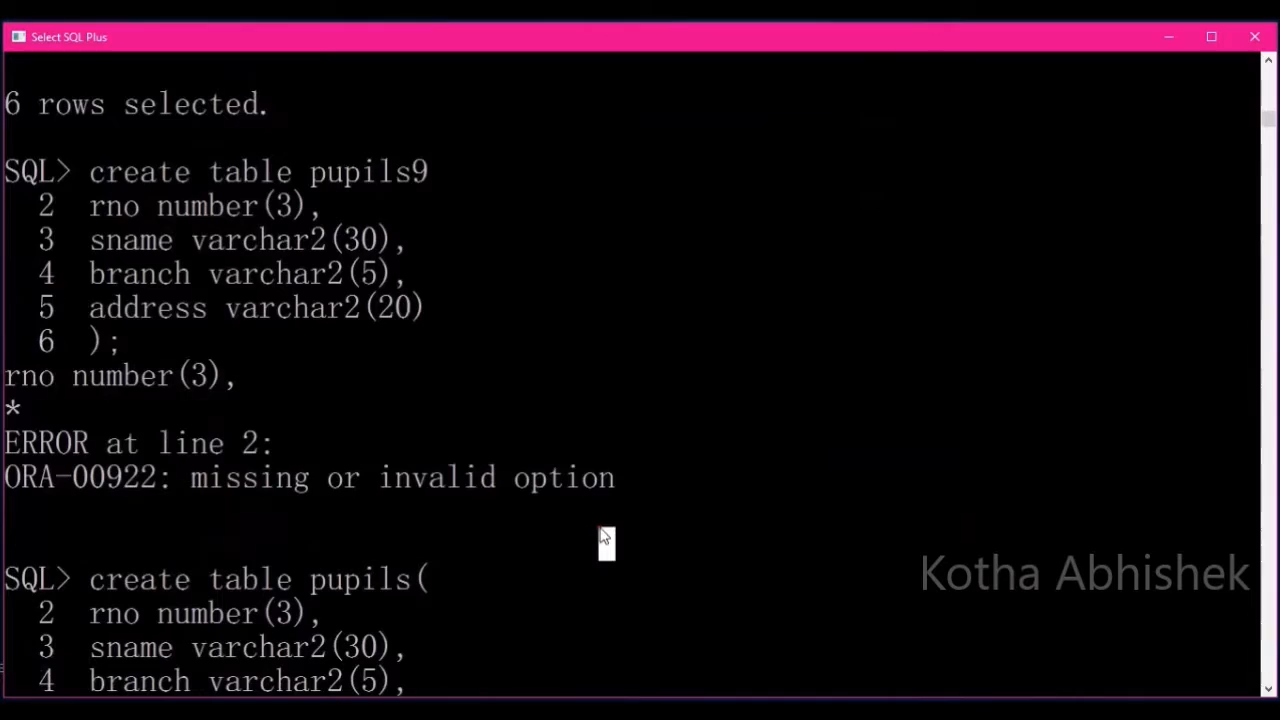 Select SQL Plus
6 rows selected.
SQL> create table pupils9
2 rno number(3),
3 sname varchar2(30),
4 branch varchar2(5),
5 address varchar2(20)
6 );
rno number(3),
*
ERROR at line 2:
ORA-00922: missing or invalid option
SQL> create table pupils(
2 rno number(3),
3 sname varchar2(30),
4 branch varchar2(5),
Kotha Abhishek